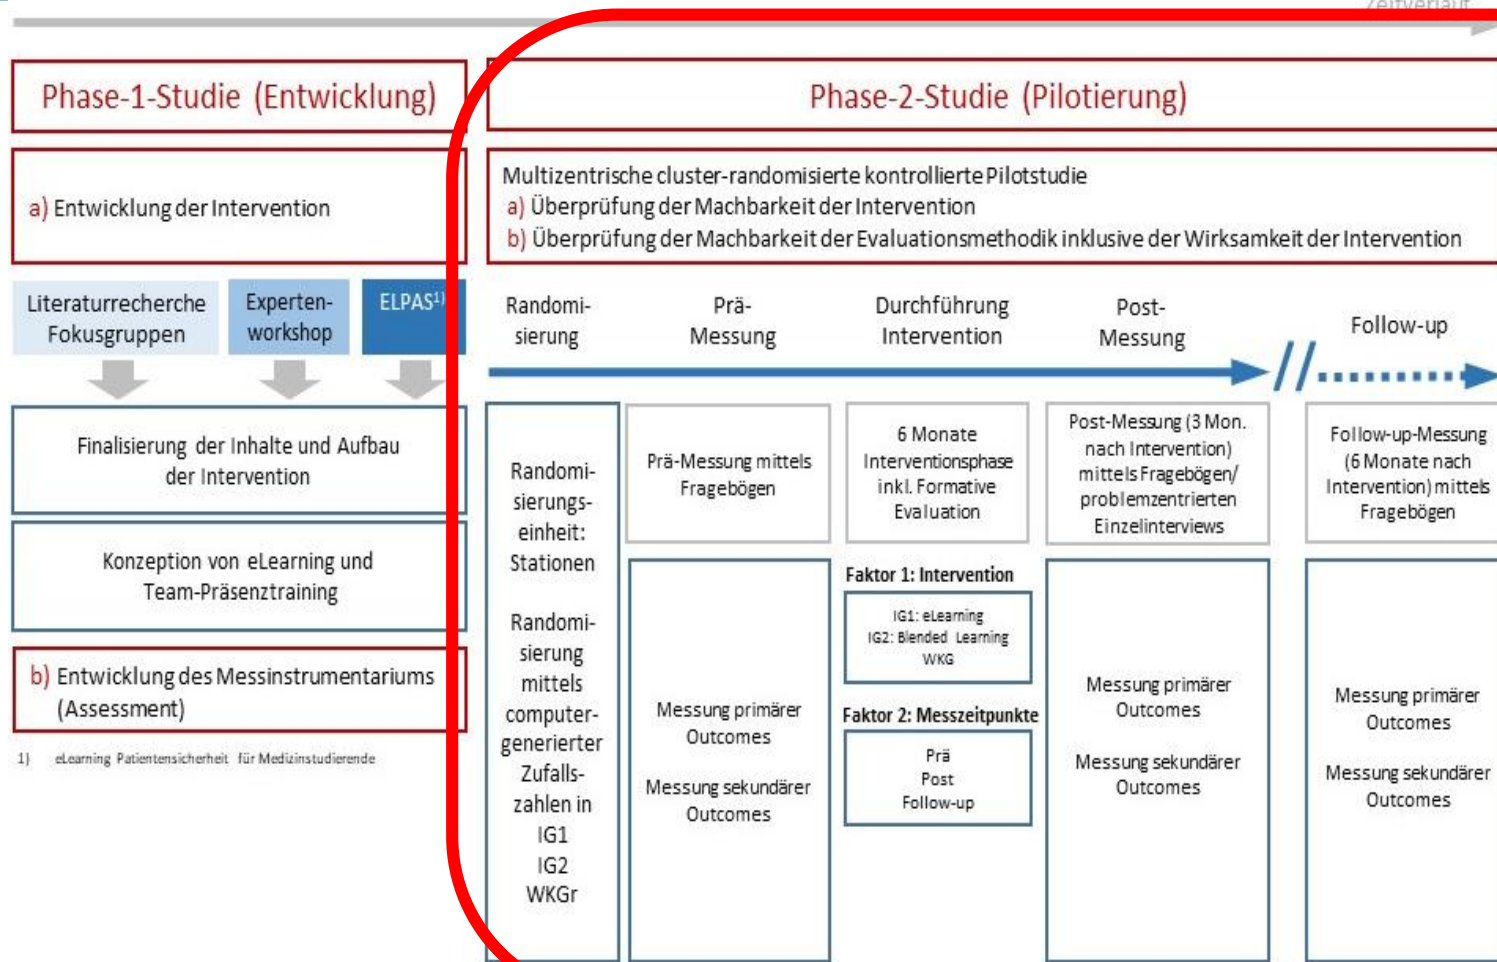 Zeitverlauf
Phase-1-Studie (Entwicklung)
Phase-2-Studie (Pilotierung)
a) Entwicklung der Intervention
Multizentrische cluster-randomisierte kontrollierte Pilotstudie
a) Überprüfung der Machbarkeit der Intervention
b) Überprüfung der Machbarkeit der Evaluationsmethodik inklusive der Wirksamkeit der Intervention
Literaturrecherche
Fokusgruppen
Experten-
workshop
ELPAS1)
Finalisierung der Inhalte und Aufbau
der Intervention
Konzeption von eLearning und
Team-Präsenztraining
b) Entwicklung des Messinstrumentariums
(Assessment)
1) eLearning Patientensicherheit für Medizinstudierende
Randomi-
sierung
Prä-
Messung
Durchführung
Intervention
Post-
Messung
Follow-up
Randomi-
sierungs-
einheit:
Stationen
Randomi-
sierung
mittels
computer-
generierter
Zufalls-
zahlen in
IG1
IG2
WKGr
Prä-Messung mittels
Fragebögen
Messung primärer
Outcomes
Messung sekundärer
Outcomes
6 Monate
Interventionsphase
inkl. Formative
Evaluation
Faktor 1: Intervention
IG1: eLearning
IG2: Blended Learning
WKG
Faktor 2: Messzeitpunkte
Prä
Post
Follow-up
Post-Messung (3 Mon.
nach Intervention)
mittels Fragebögen/
problemzentrierten
Einzelinterviews
Messung primärer
Outcomes
Messung sekundärer
Outcomes
Follow-up-Messung
(6 Monate nach
Intervention) mittels
Fragebögen
Messung primärer
Outcomes
Messung sekundärer
Outcomes